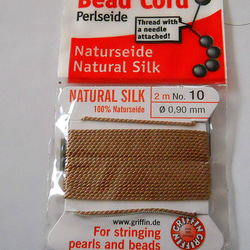 Bead Cord
Perlseide
Thread with
a needle
attached!
Naturseide
Natural Silk
NATURAL SILK
100% Naturseide
2 m No. 10
Ø 0,90 mm
www.griffin.de
For stringing
pearls and beads
GRIFFIN